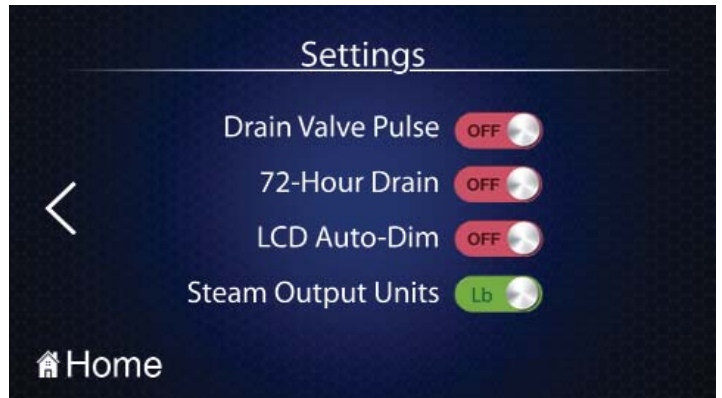 Settings
Drain Valve Pulse OFF
72-Hour Drain OFF
LCD Auto-Dim OFF
Steam Output Units Lb
Home